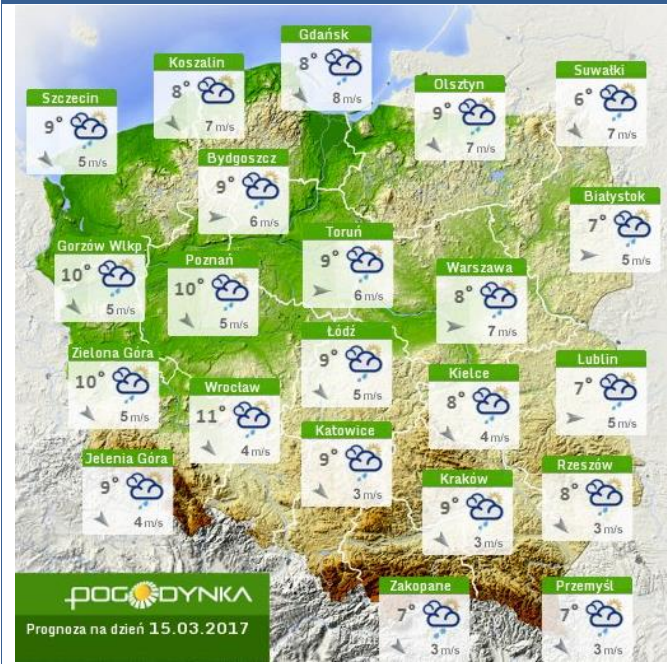 Gdańsk
8°
8 m/s
Koszalin
8°
7 m/s
Suwałki
6°
7 m/s
Olsztyn
9°
7 m/s
Szczecin
9°
5 m/s
Bydgoszcz
9°
6 m/s
Białystok
7°
5 m/s
Toruń
9°
6 m/s
Gorzów Wlkp
10°
5 m/s
Poznań
10°
5 m/s
Warszawa
8°
7 m/s
Łódź
9°
5 m/s
Zielona Góra
10°
5 m/s
Lublin
7°
5 m/s
Kielce
8°
4 m/s
Wrocław
11°
4 m/s
Katowice
9°
3 m/s
Jelenia Góra
9°
4 m/s
Rzeszów
8°
3 m/s
Kraków
9°
3 m/s
Zakopane
7°
3 m/s
Przemyśl
7°
3 m/s
POGODYNKA
Prognoza na dzień 15.03.2017